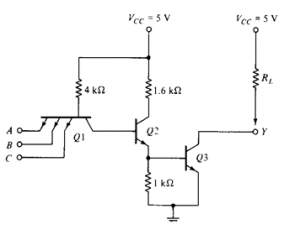 V_CC = 5 V
V_CC = 5 V
4 kΩ
1.6 kΩ
R_L
A
B
C
Q1
Q2
Q3
Y
1 kΩ